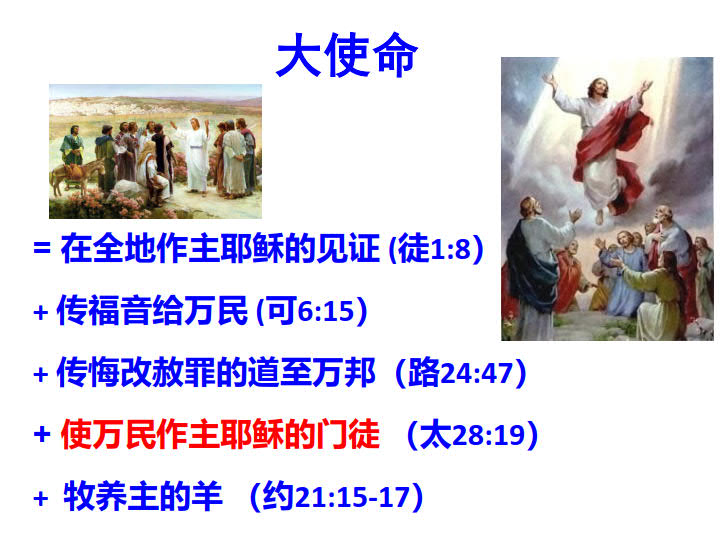 大使命
= 在全地作主耶稣的见证 (徒1:8）
+ 传福音给万民 (可6:15）
+ 传悔改赦罪的道至万邦（路24:47）
+ 使万民作主耶稣的门徒 （太28:19）
+ 牧养主的羊 （约21:15-17）